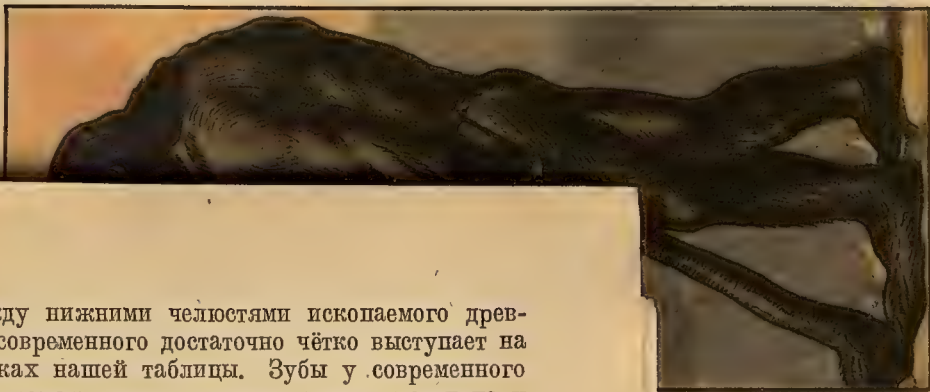 ду нижними челюстями ископаемого древ-
современного достаточно чётко выступает на
ках нашей таблицы. Зубы у современного